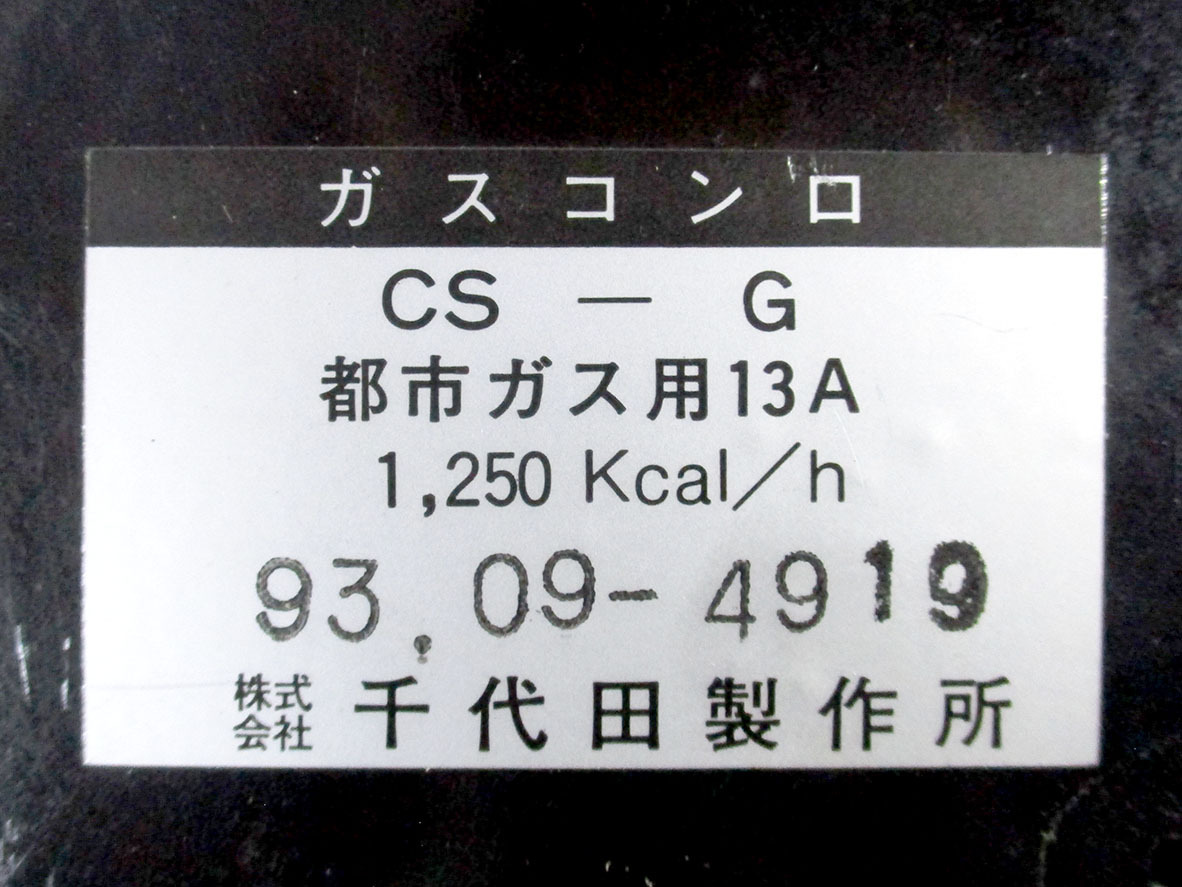 ガスコンロ
CS — G
都市ガス用13A
1,250 Kcal/h
93.09-4919
株式会社 千代田製作所